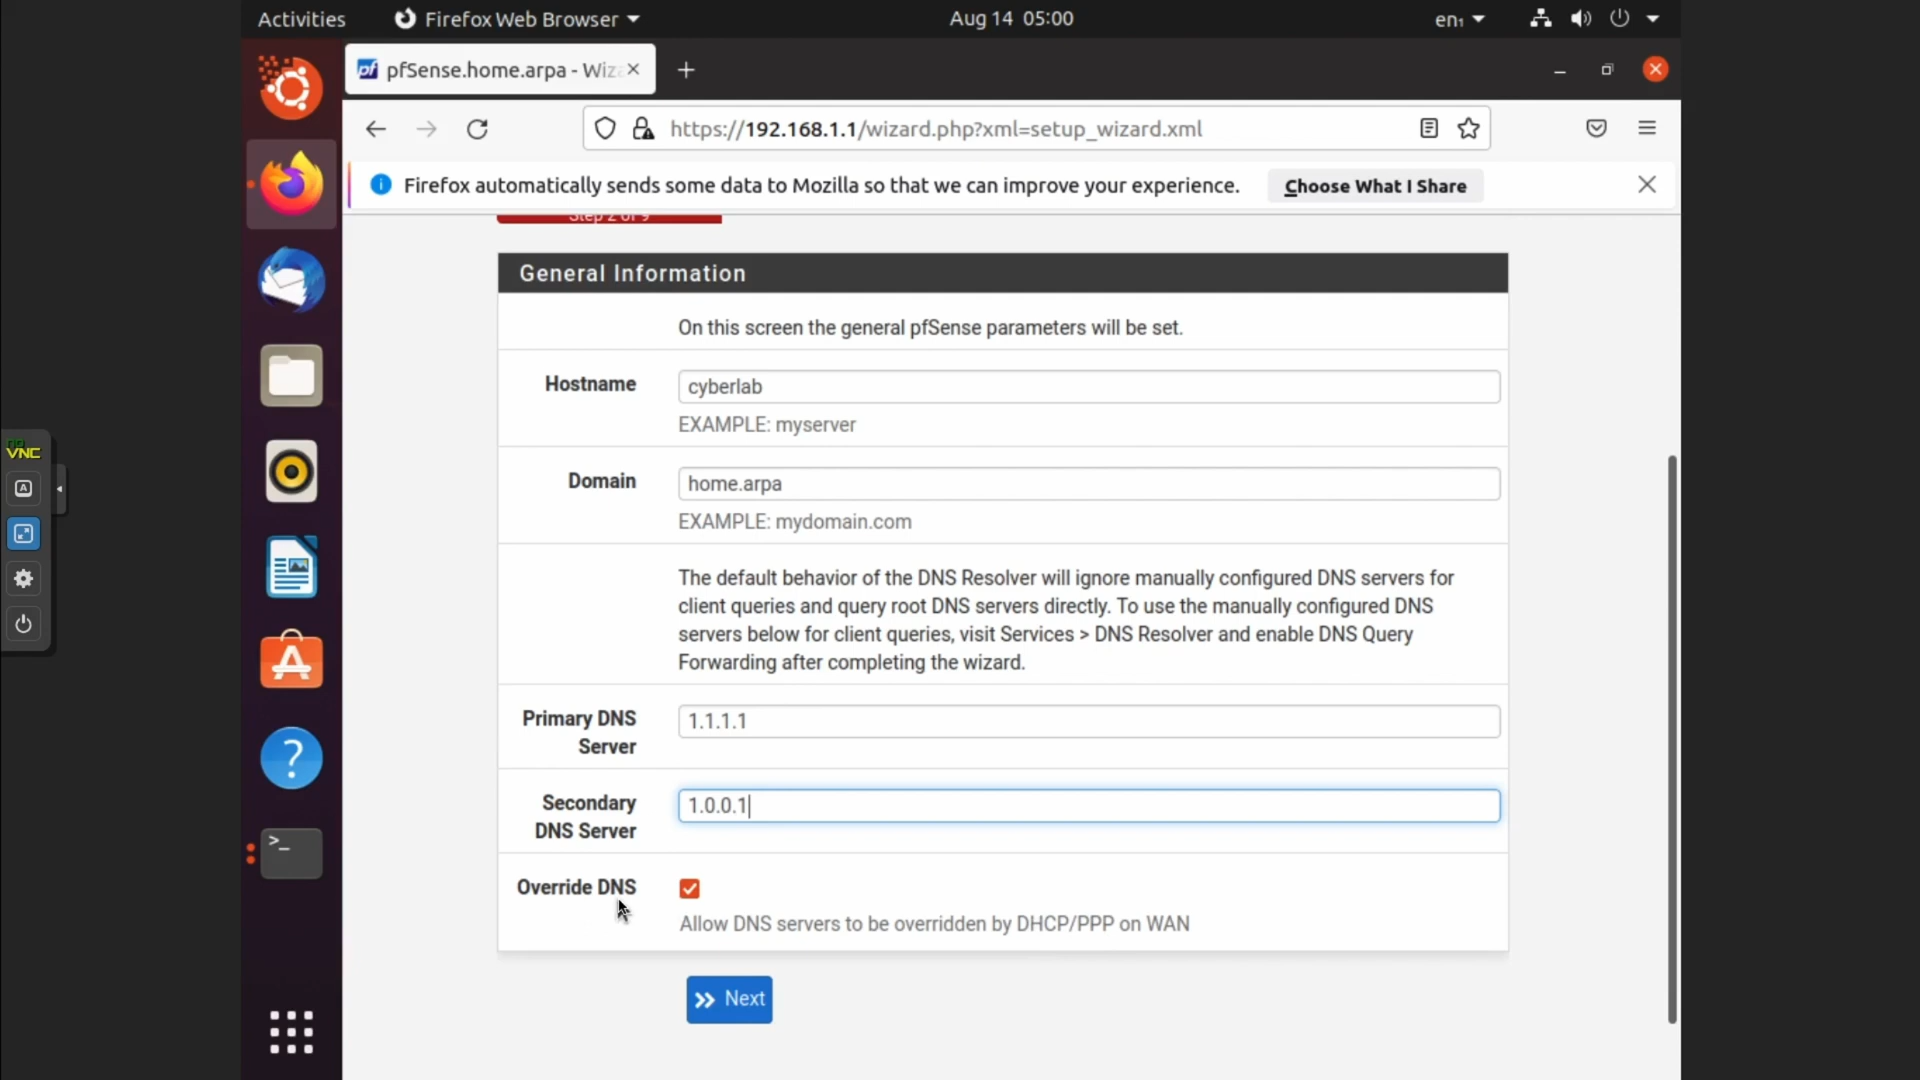 Activities
Firefox Web Browser
Aug 14 05:00
en₁
pfSense.home.arpa - Wiz
https://192.168.1.1/wizard.php?xml=setup_wizard.xml
Firefox automatically sends some data to Mozilla so that we can improve your experience.
Choose What I Share
Step 2 of 9
General Information
On this screen the general pfSense parameters will be set.
Hostname
cyberlab
EXAMPLE: myserver
Domain
home.arpa
EXAMPLE: mydomain.com
The default behavior of the DNS Resolver will ignore manually configured DNS servers for
client queries and query root DNS servers directly. To use the manually configured DNS
servers below for client queries, visit Services > DNS Resolver and enable DNS Query
Forwarding after completing the wizard.
Primary DNS
Server
1.1.1.1
Secondary
DNS Server
1.0.0.1
Override DNS
Allow DNS servers to be overridden by DHCP/PPP on WAN
Next
no
VNC
A